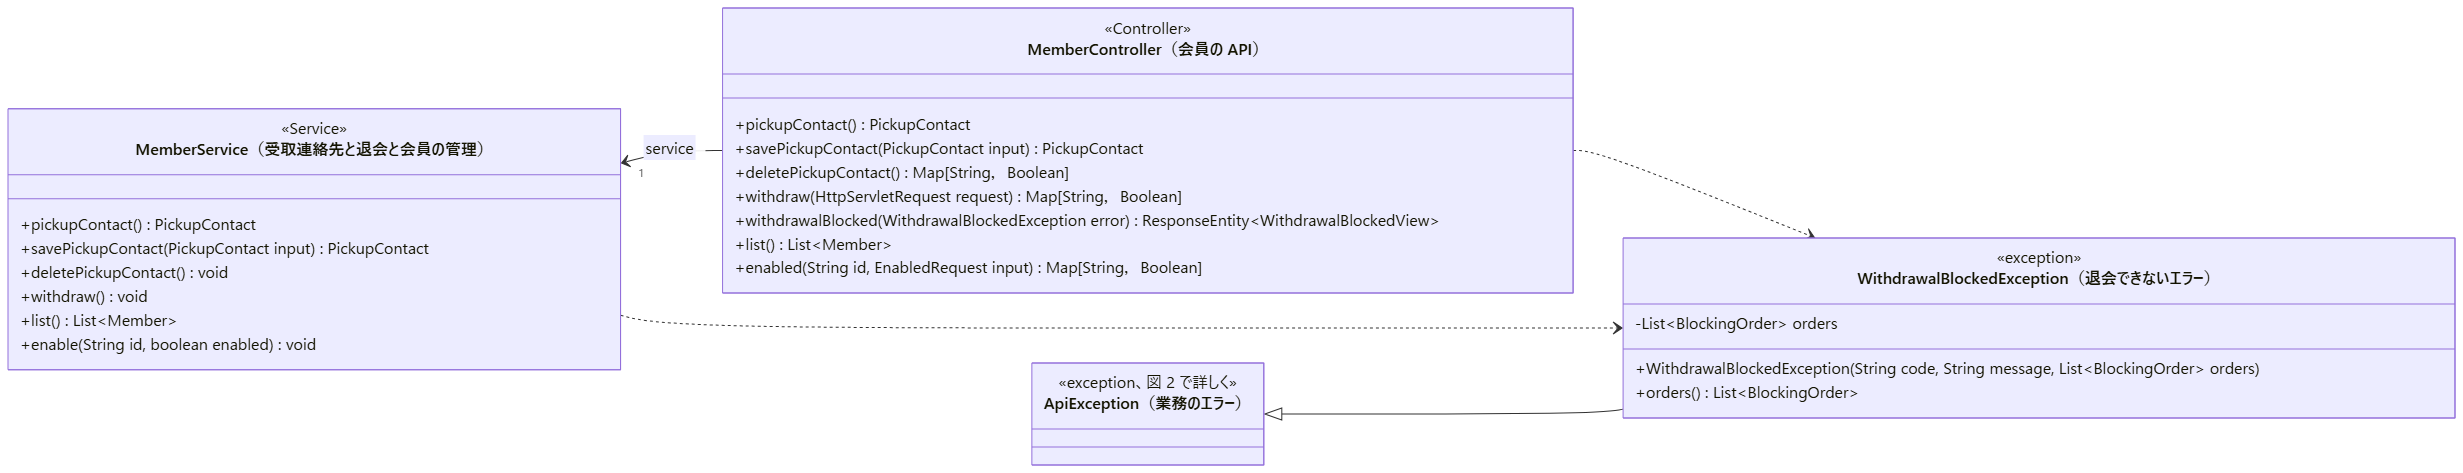 «Controller»
MemberController（会員の API）
+pickupContact() : PickupContact
+savePickupContact(PickupContact input) : PickupContact
+deletePickupContact() : Map[String, Boolean]
+withdraw(HttpServletRequest request) : Map[String, Boolean]
+withdrawalBlocked(WithdrawalBlockedException error) : ResponseEntity<WithdrawalBlockedView>
+list() : List<Member>
+enabled(String id, EnabledRequest input) : Map[String, Boolean]
service
1
«Service»
MemberService（受取連絡先と退会と会員の管理）
+pickupContact() : PickupContact
+savePickupContact(PickupContact input) : PickupContact
+deletePickupContact() : void
+withdraw() : void
+list() : List<Member>
+enable(String id, boolean enabled) : void
«exception»
WithdrawalBlockedException（退会できないエラー）
-List<BlockingOrder> orders
+WithdrawalBlockedException(String code, String message, List<BlockingOrder> orders)
+orders() : List<BlockingOrder>
«exception、図 2 で詳しく»
ApiException（業務のエラー）